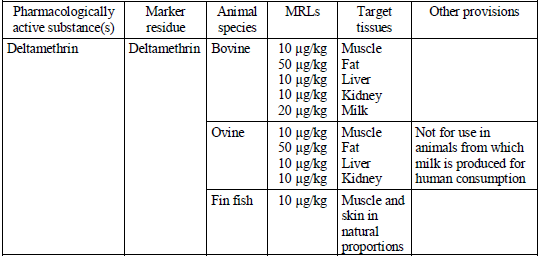 Pharmacologically Marker Animal MRLs Target Other provisions
active substance(s) residue species tissues
Deltamethrin Deltamethrin Bovine 10 µg/kg Muscle
50 µg/kg Fat
10 µg/kg Liver
10 µg/kg Kidney
20 µg/kg Milk
Ovine 10 µg/kg Muscle Not for use in
50 µg/kg Fat animals from which
10 µg/kg Liver milk is produced for
10 µg/kg Kidney human consumption
Fin fish 10 µg/kg Muscle and
skin in
natural
proportions